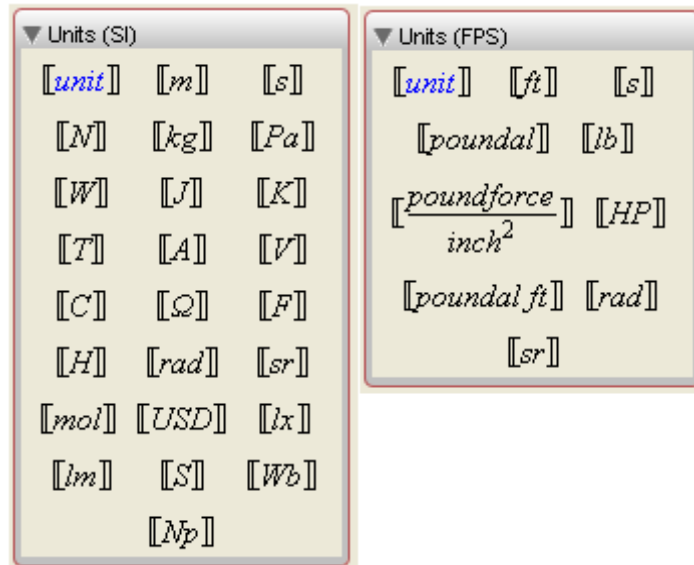 ▼ Units (SI)
⟦unit⟧ ⟦m⟧ ⟦s⟧
⟦N⟧ ⟦kg⟧ ⟦Pa⟧
⟦W⟧ ⟦J⟧ ⟦K⟧
⟦T⟧ ⟦A⟧ ⟦V⟧
⟦C⟧ ⟦Ω⟧ ⟦F⟧
⟦H⟧ ⟦rad⟧ ⟦sr⟧
⟦mol⟧ ⟦USD⟧ ⟦lx⟧
⟦lm⟧ ⟦S⟧ ⟦Wb⟧
⟦Np⟧
▼ Units (FPS)
⟦unit⟧ ⟦ft⟧ ⟦s⟧
⟦poundal⟧ ⟦lb⟧
⟦poundforce/inch²⟧ ⟦HP⟧
⟦poundal ft⟧ ⟦rad⟧
⟦sr⟧